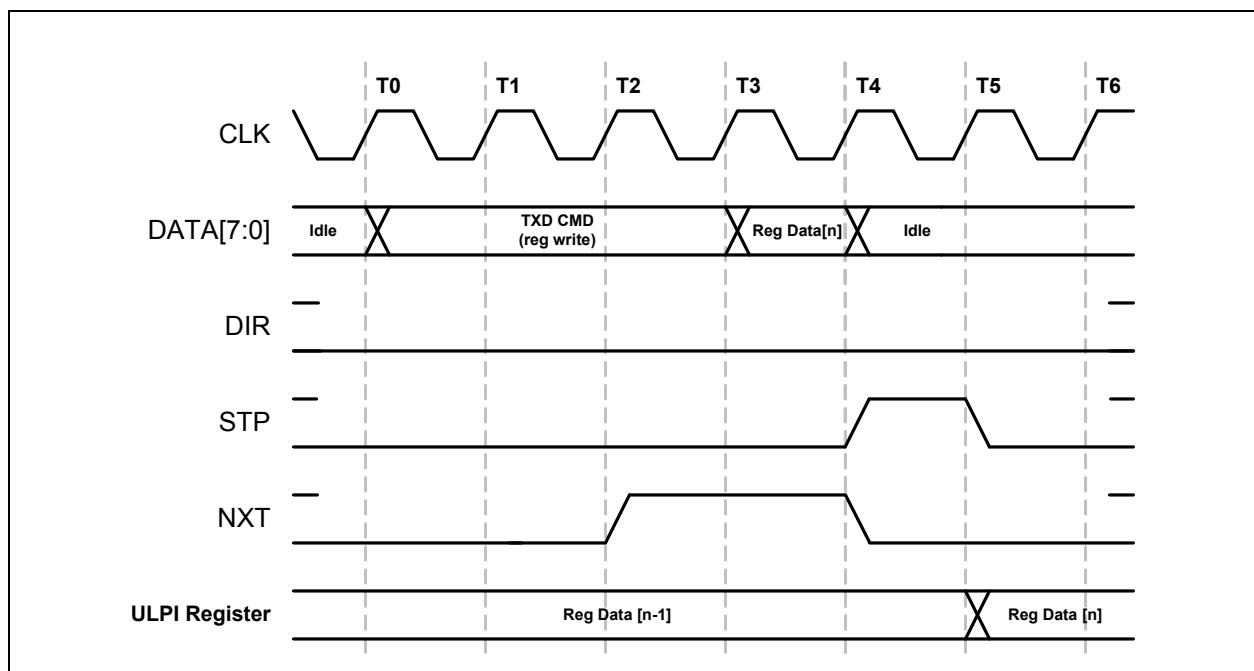 T0 T1 T2 T3 T4 T5 T6
CLK
DATA[7:0] Idle TXD CMD Reg Data[n] Idle
(reg write)
DIR
STP
NXT
ULPI Register Reg Data [n-1] Reg Data [n]